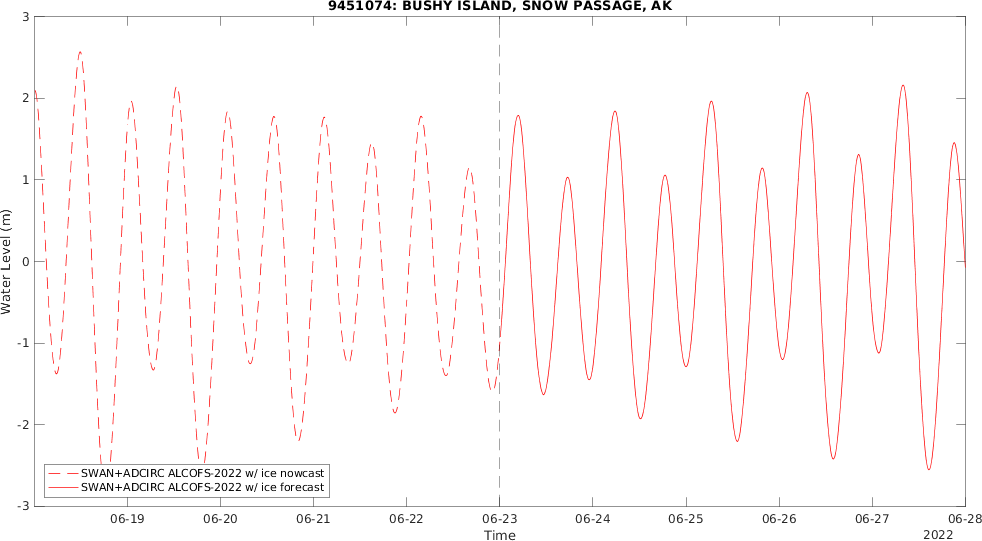 9451074: BUSHY ISLAND, SNOW PASSAGE, AK
3
2
1
0
-1
-2
-3
Water Level (m)
SWAN+ADCIRC ALCOFS-2022 w/ ice nowcast
SWAN+ADCIRC ALCOFS-2022 w/ ice forecast
06-19 06-20 06-21 06-22 06-23 06-24 06-25 06-26 06-27 06-28
Time
2022